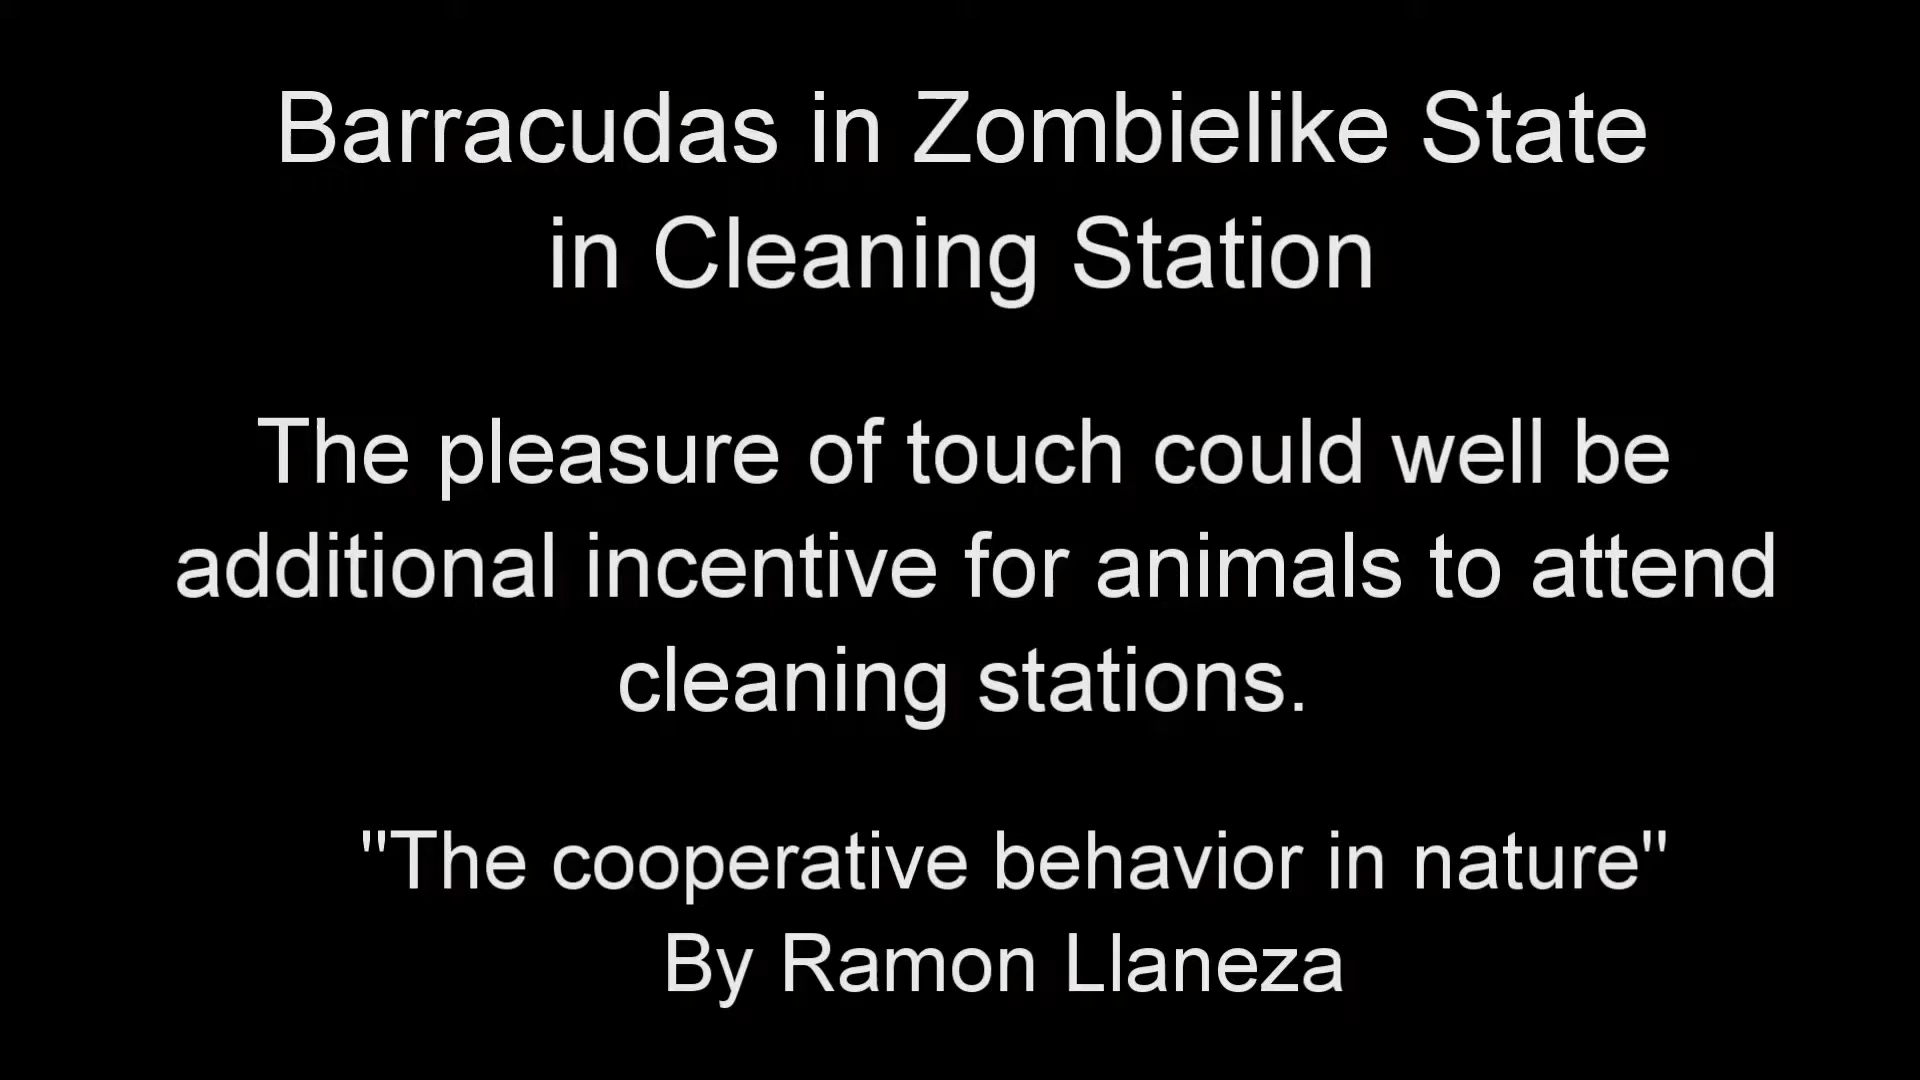 Barracudas in Zombielike State
in Cleaning Station
The pleasure of touch could well be
additional incentive for animals to attend
cleaning stations.
"The cooperative behavior in nature"
By Ramon Llaneza